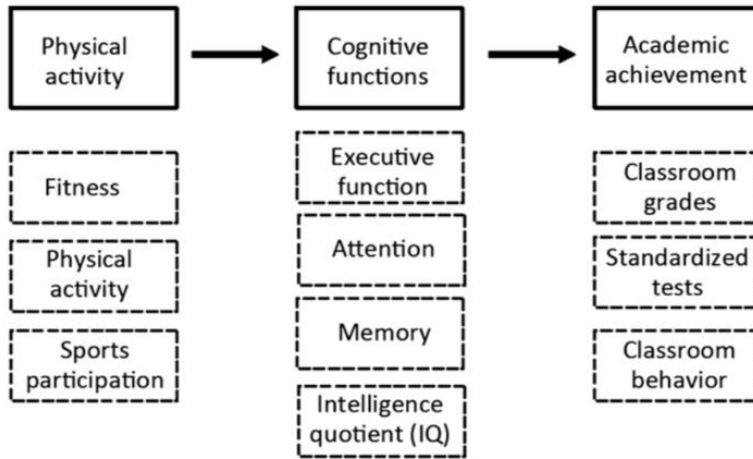 Physical
activity
Cognitive
functions
Academic
achievement
Fitness
Physical
activity
Sports
participation
Executive
function
Attention
Memory
Intelligence
quotient (IQ)
Classroom
grades
Standardized
tests
Classroom
behavior